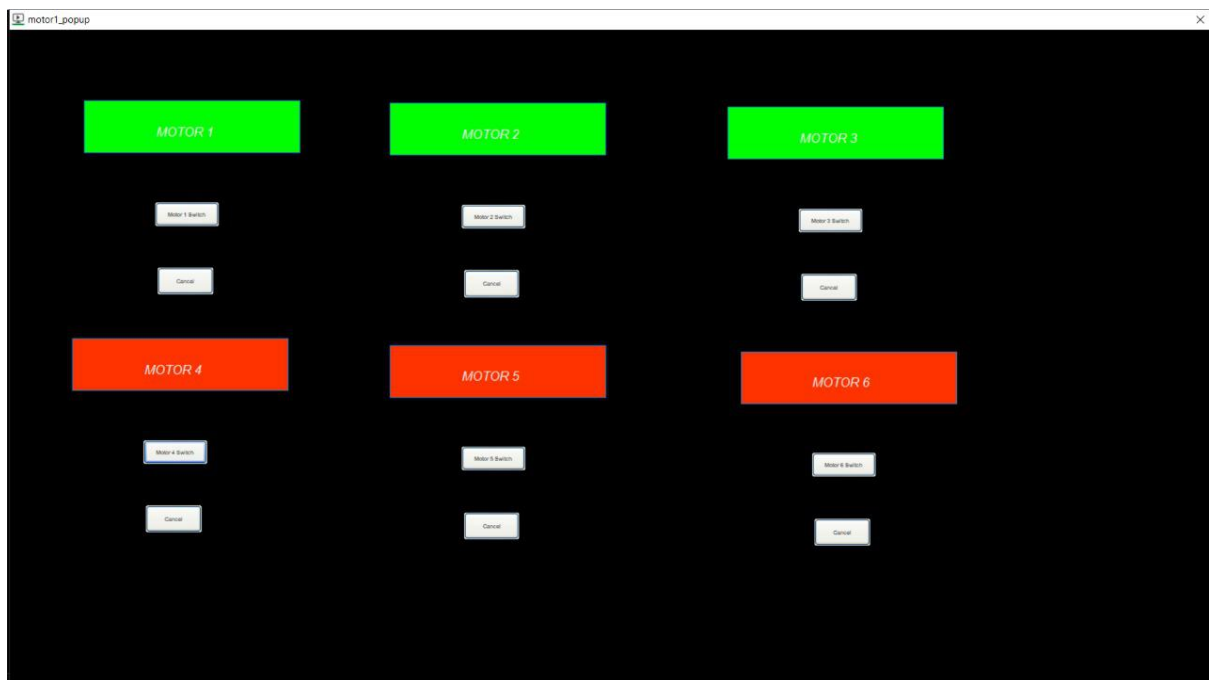 motor1_popup
MOTOR 1
MOTOR 2
MOTOR 3
Motor 1 Switch
Motor 2 Switch
Motor 3 Switch
Cancel
Cancel
Cancel
MOTOR 4
MOTOR 5
MOTOR 6
Motor 4 Switch
Motor 5 Switch
Motor 6 Switch
Cancel
Cancel
Cancel